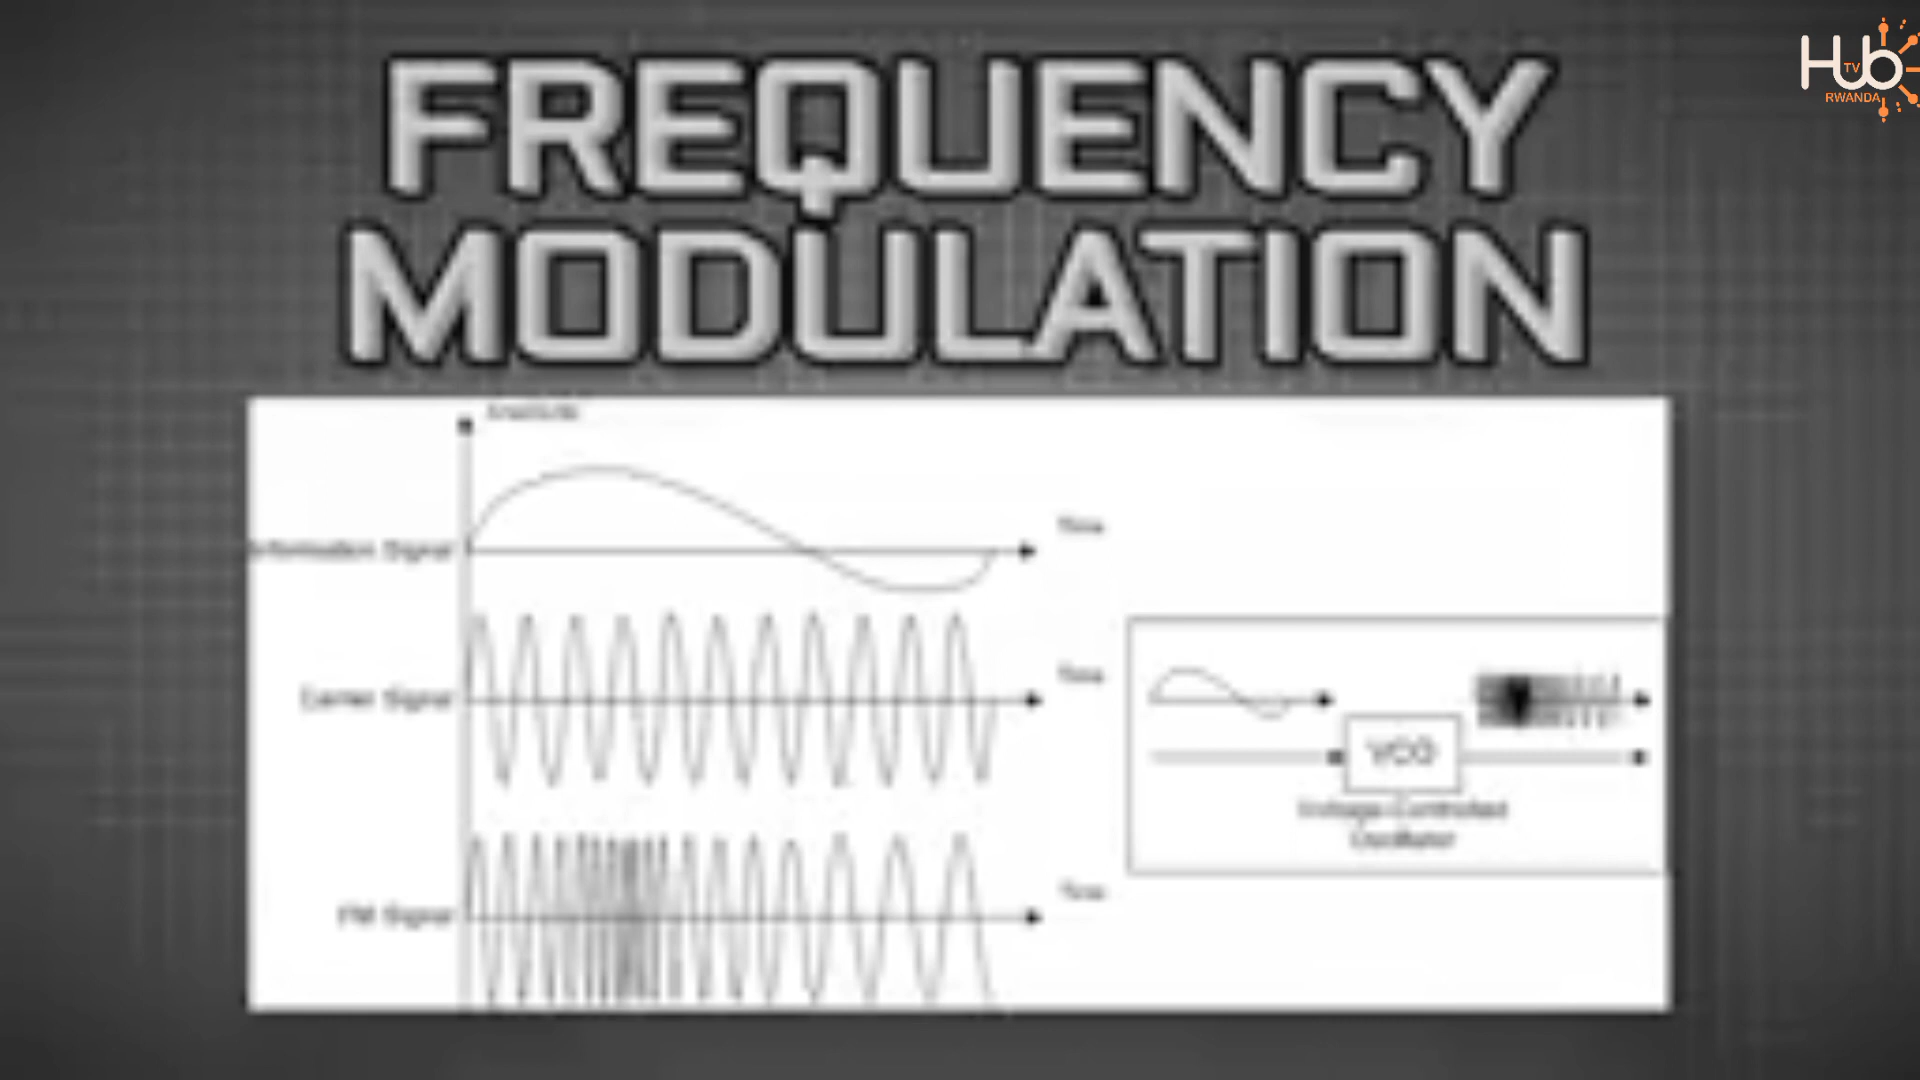 Hub
TV
RWANDA
FREQUENCY
MODULATION
Amplitude
Time
Information Signal
Time
Carrier Signal
VCO
Voltage-Controlled
Oscillator
Time
FM Signal